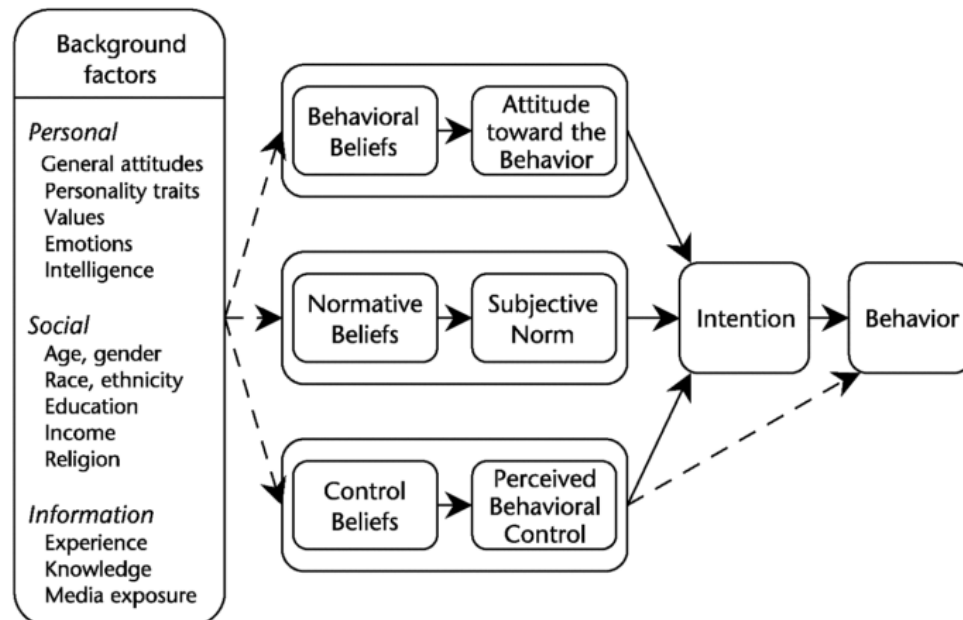 Background
factors
Personal
General attitudes
Personality traits
Values
Emotions
Intelligence
Social
Age, gender
Race, ethnicity
Education
Income
Religion
Information
Experience
Knowledge
Media exposure
Behavioral
Beliefs
Attitude
toward the
Behavior
Normative
Beliefs
Subjective
Norm
Control
Beliefs
Perceived
Behavioral
Control
Intention
Behavior